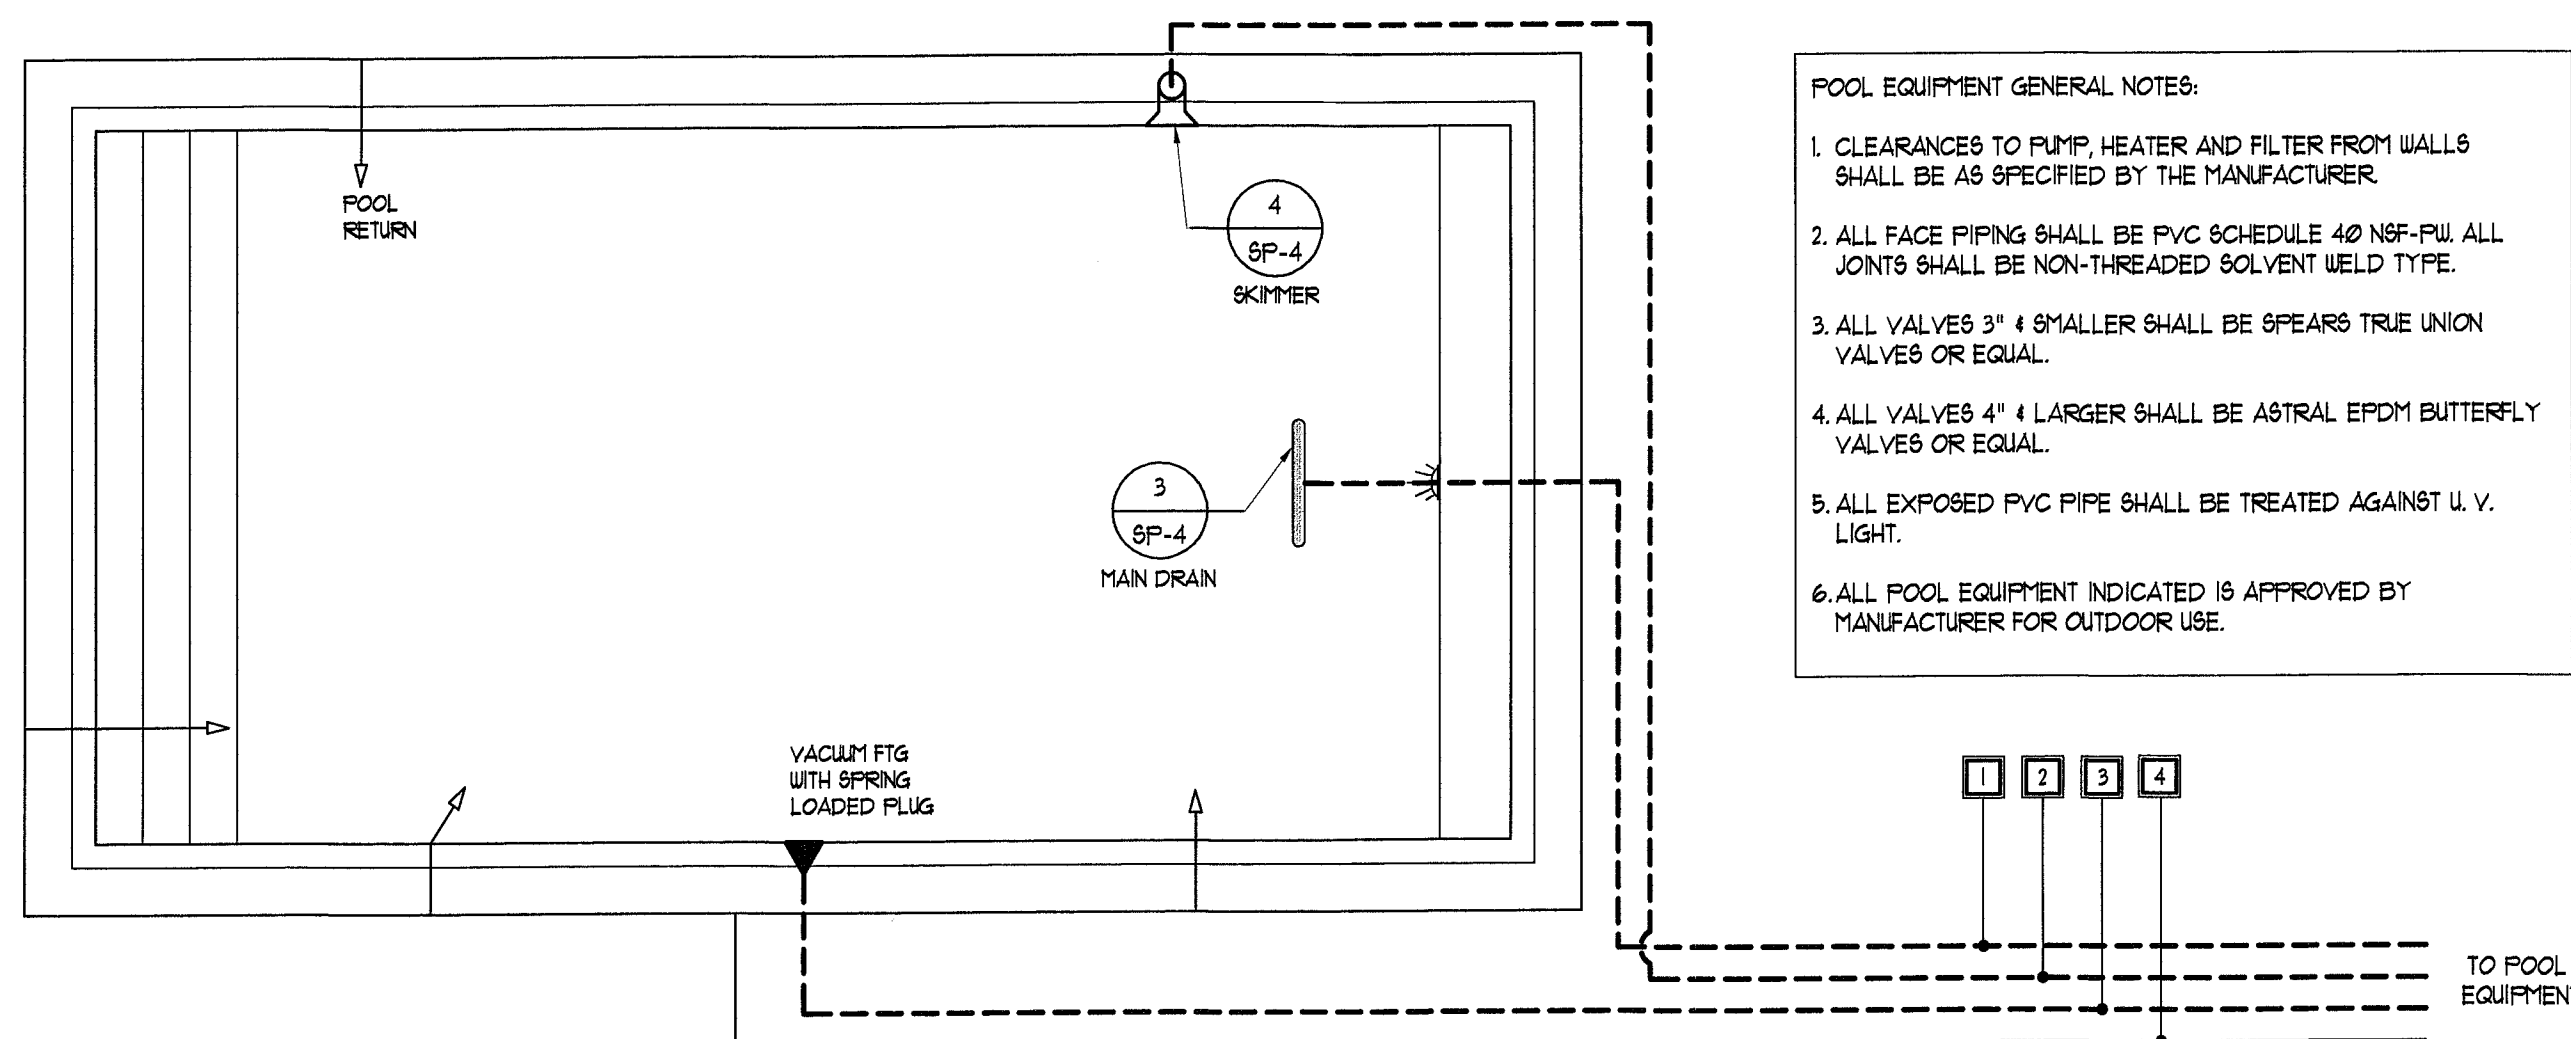 POOL
RETURN
4
SP-4
SKIMMER
3
SP-4
MAIN DRAIN
VACUUM FTG
WITH SPRING
LOADED PLUG
POOL EQUIPMENT GENERAL NOTES:
1. CLEARANCES TO PUMP, HEATER AND FILTER FROM WALLS
SHALL BE AS SPECIFIED BY THE MANUFACTURER
2. ALL FACE PIPING SHALL BE PVC SCHEDULE 40 NSF-PW. ALL
JOINTS SHALL BE NON-THREADED SOLVENT WELD TYPE.
3. ALL VALVES 3" & SMALLER SHALL BE SPEARS TRUE UNION
VALVES OR EQUAL.
4. ALL VALVES 4" & LARGER SHALL BE ASTRAL EPDM BUTTERFLY
VALVES OR EQUAL.
5. ALL EXPOSED PVC PIPE SHALL BE TREATED AGAINST U. V.
LIGHT.
6. ALL POOL EQUIPMENT INDICATED IS APPROVED BY
MANUFACTURER FOR OUTDOOR USE.
1 2 3 4
TO POOL
EQUIPMENT